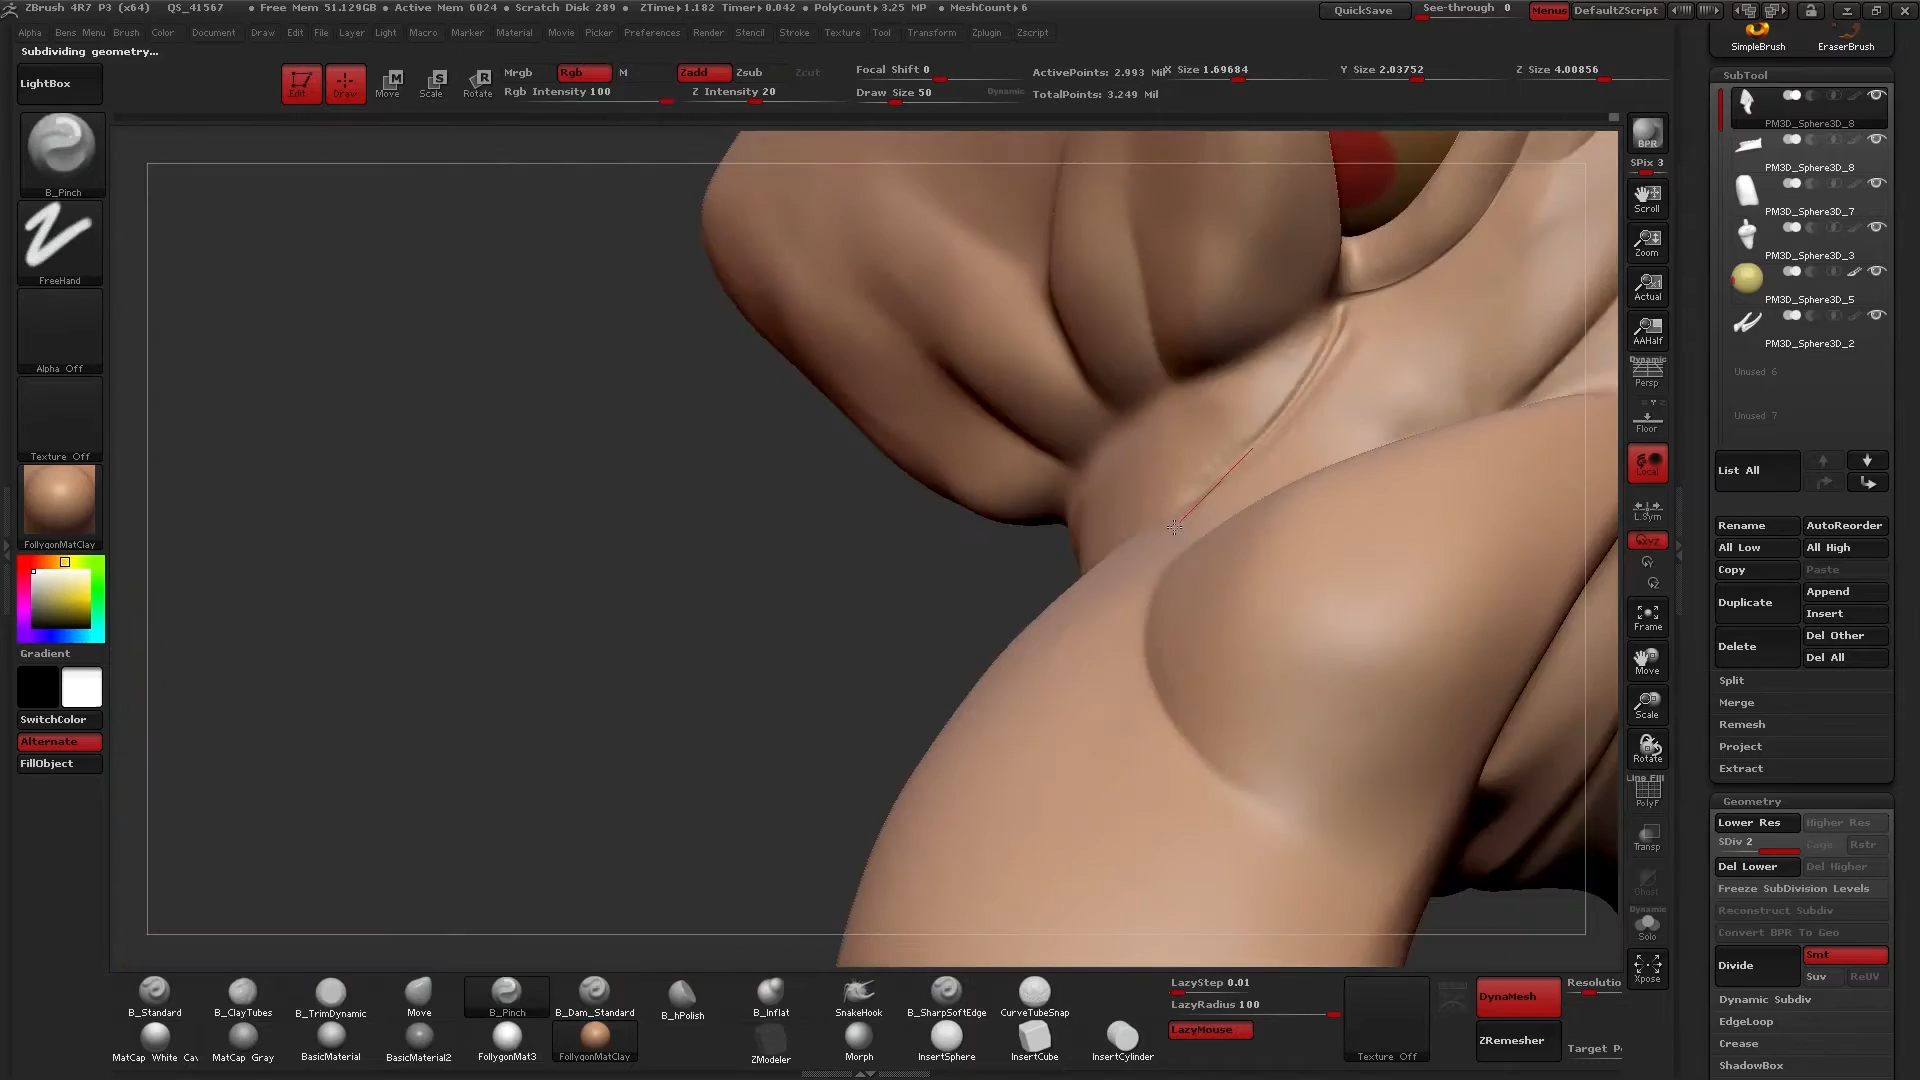 ZBrush 4R7 P3 (x64) QS_41567 • Free Mem 51.129GB • Active Mem 6024 • Scratch Disk 289 • ZTime▸1.182 Timer▸0.042 • PolyCount▸3.25 MP • MeshCount▸6
QuickSave See-through 0 Menus DefaultZScript
Alpha Bens Menu Brush Color Document Draw Edit File Layer Light Macro Marker Material Movie Picker Preferences Render Stencil Stroke Texture Tool Transform Zplugin Zscript
Subdividing geometry...
LightBox
Edit Draw Move Scale Rotate
Mrgb Rgb M
Rgb Intensity 100
Zadd Zsub Zcut
Z Intensity 20
Focal Shift 0
Draw Size 50 Dynamic
ActivePoints: 2.993 Mil
TotalPoints: 3.249 Mil
X Size 1.69684 Y Size 2.03752 Z Size 4.00856
B_Pinch
FreeHand
Alpha Off
Texture Off
FollygonMatClay
Gradient
SwitchColor
Alternate
FillObject
BPR
SPix 3
Scroll
Zoom
Actual
AAHalf
Dynamic
Persp
Floor
Local
L.Sym
Frame
Move
Scale
Rotate
Line Fill
PolyF
Transp
Ghost
Dynamic
Solo
Xpose
SimpleBrush EraserBrush
SubTool
PM3D_Sphere3D_8
PM3D_Sphere3D_8
PM3D_Sphere3D_7
PM3D_Sphere3D_3
PM3D_Sphere3D_5
PM3D_Sphere3D_2
Unused 6
Unused 7
List All
Rename AutoReorder
All Low All High
Copy Paste
Duplicate Append
Insert
Delete Del Other
Del All
Split
Merge
Remesh
Project
Extract
Geometry
Lower Res Higher Res
SDiv 2 Cage Rstr
Del Lower Del Higher
Freeze SubDivision Levels
Reconstruct Subdiv
Convert BPR To Geo
Divide Smt
Suv ReUV
Dynamic Subdiv
EdgeLoop
Crease
ShadowBox
B_Standard B_ClayTubes B_TrimDynamic Move B_Pinch B_Dam_Standard B_hPolish B_Inflat SnakeHook B_SharpSoftEdge CurveTubeSnap
MatCap White Cav MatCap Gray BasicMaterial BasicMaterial2 FollygonMat3 FollygonMatClay ZModeler Morph InsertSphere InsertCube InsertCylinder
LazyStep 0.01
LazyRadius 100
LazyMouse
Texture Off
DynaMesh Resolutio
ZRemesher Target P